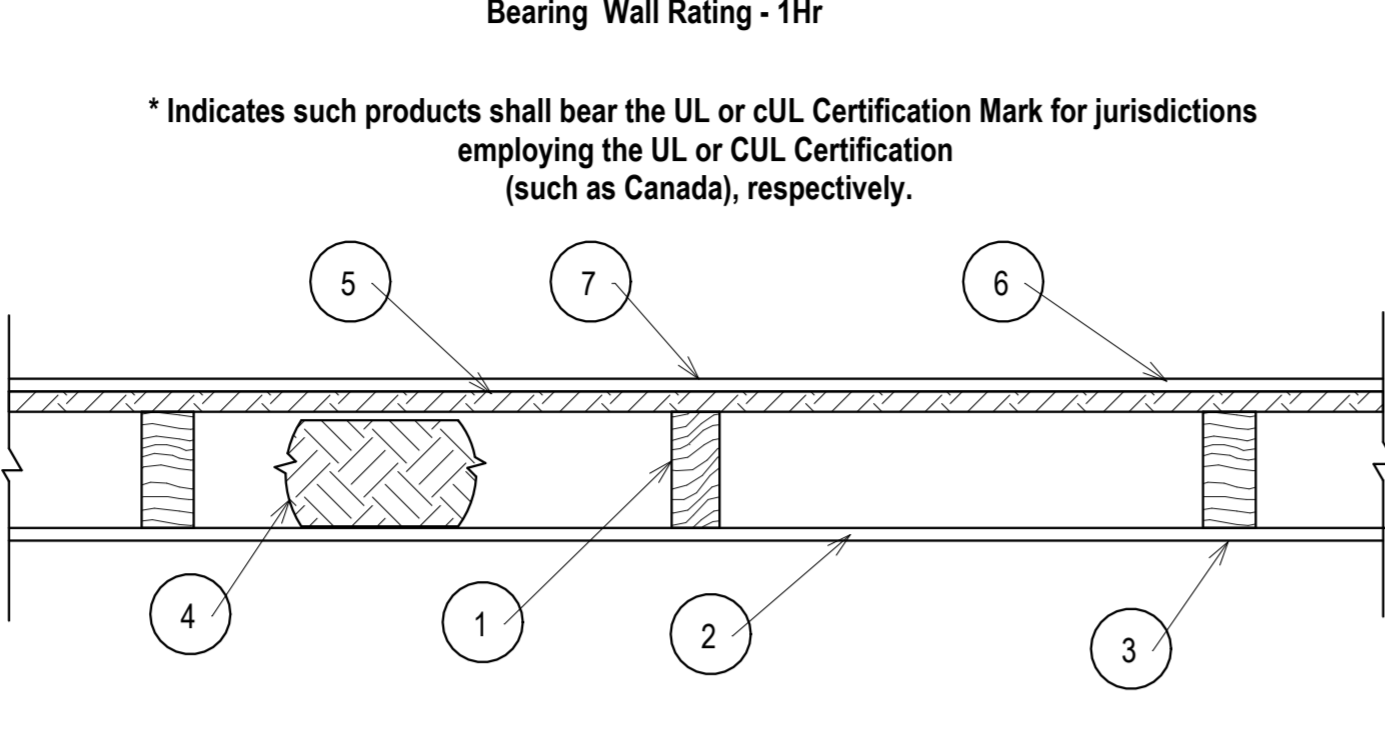 Bearing Wall Rating - 1Hr
* Indicates such products shall bear the UL or cUL Certification Mark for jurisdictions
employing the UL or CUL Certification
(such as Canada), respectively.
5
7
6
4
1
2
3